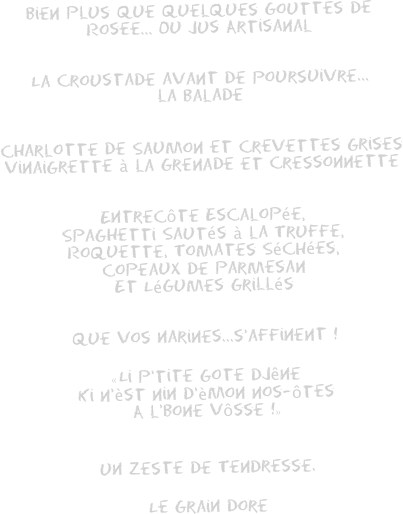 BIEN PLUS QUE QUELQUES GOUTTES DE
ROSEE... OU JUS ARTISANAL
LA CROUSTADE AVANT DE POURSUIVRE...
LA BALADE
CHARLOTTE DE SAUMON ET CREVETTES GRISES
VINAIGRETTE à LA GRENADE ET CRESSONNETTE
ENTRECôTE ESCALOPéE,
SPAGHETTI SAUTéS à LA TRUFFE,
ROQUETTE, TOMATES SéCHéES,
COPEAUX DE PARMESAN
ET LéGUMES GRILLéS
QUE VOS NARINES...S'AFFINENT !
«LI P'TITE GOTE DJêNE
KI N'èST NIN D'èMON NOS-ôTES
A L'BONE VôSSE !»
UN ZESTE DE TENDRESSE.
LE GRAIN DORE